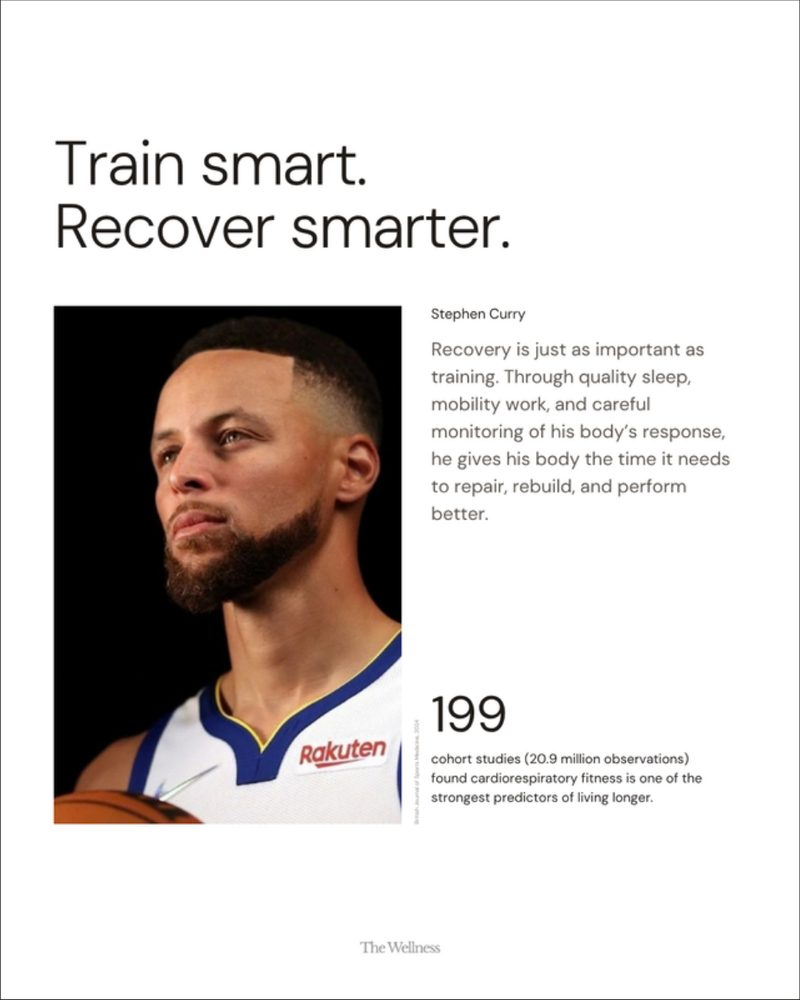 Train smart.
Recover smarter.
Stephen Curry
Recovery is just as important as
training. Through quality sleep,
mobility work, and careful
monitoring of his body’s response,
he gives his body the time it needs
to repair, rebuild, and perform
better.
Rakuten
British Journal of Sports Medicine, 2024
199
cohort studies (20.9 million observations)
found cardiorespiratory fitness is one of the
strongest predictors of living longer.
The Wellness